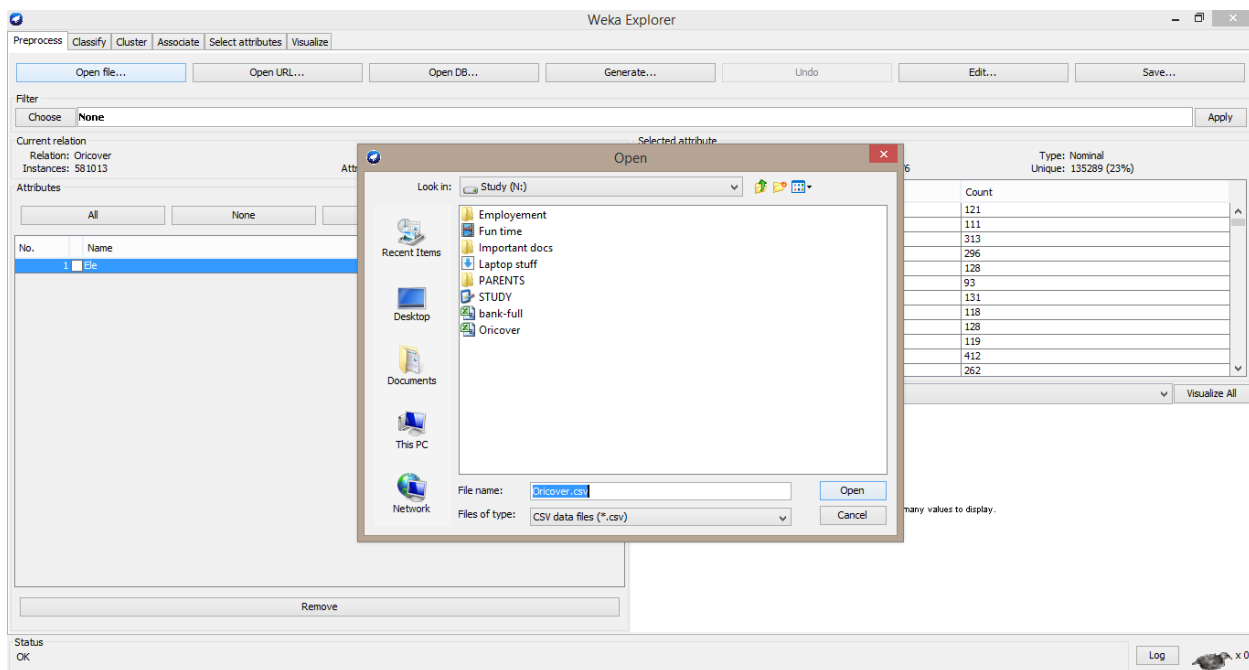 Weka Explorer
Preprocess Classify Cluster Associate Select attributes Visualize
Open file... Open URL... Open DB... Generate... Undo Edit... Save...
Filter
Choose None Apply
Current relation Selected attribute
Relation: Oricover Type: Nominal
Instances: 581013 Unique: 135289 (23%)
Attributes
All None
No. Name
1 Ele
Count
121
111
313
296
128
93
131
118
128
119
412
262
Visualize All
many values to display.
Open
Look in: Study (N:)
Recent Items
Desktop
Documents
This PC
Network
Employement
Fun time
Important docs
Laptop stuff
PARENTS
STUDY
bank-full
Oricover
File name: Oricover.csv Open
Files of type: CSV data files (*.csv) Cancel
Remove
Status
OK Log x 0